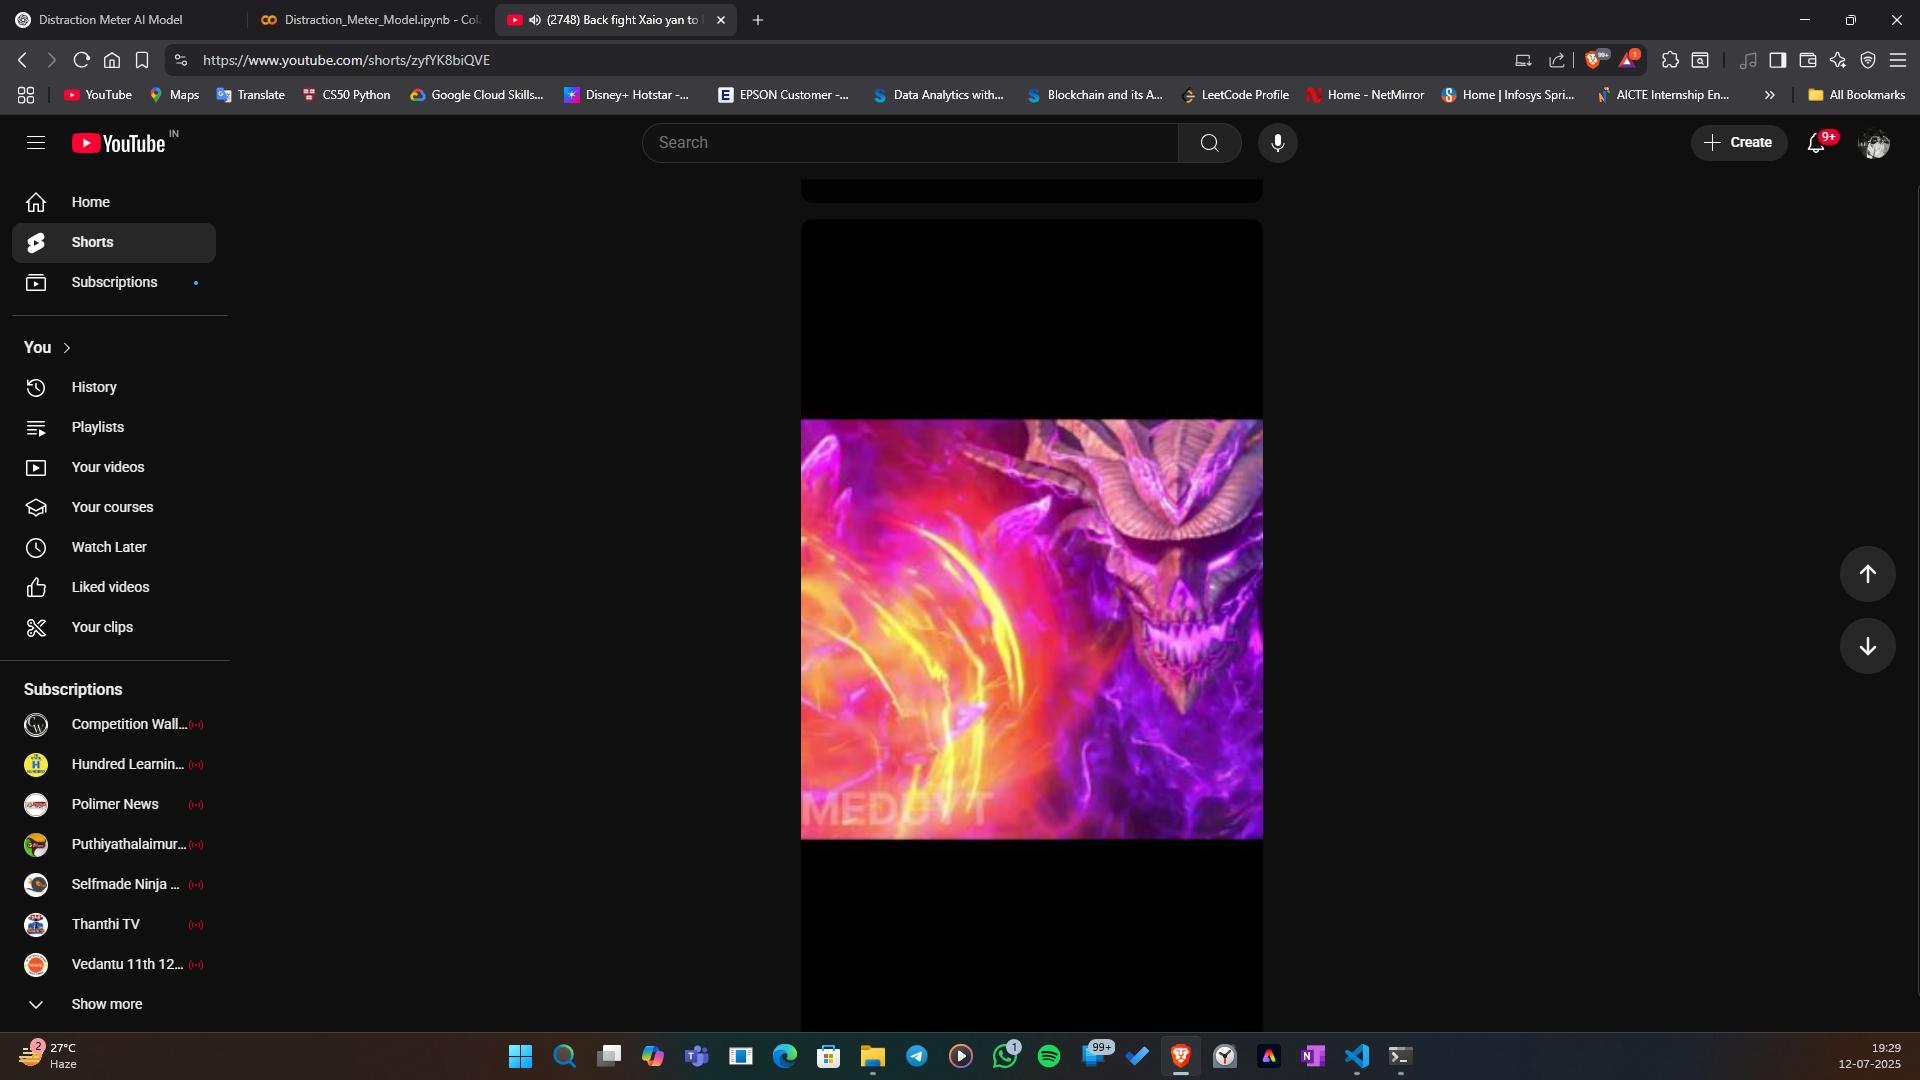 Distraction Meter AI Model
Distraction_Meter_Model.ipynb - Col
(2748) Back fight Xaio yan to
https://www.youtube.com/shorts/zyfYK8biQVE
99+
1
YouTube
Maps
Translate
CS50 Python
Google Cloud Skills...
Disney+ Hotstar -...
EPSON Customer -...
Data Analytics with...
Blockchain and its A...
LeetCode Profile
Home - NetMirror
Home | Infosys Spri...
AICTE Internship En...
All Bookmarks
YouTube IN
Search
Create
9+
Home
Shorts
Subscriptions
You
History
Playlists
Your videos
Your courses
Watch Later
Liked videos
Your clips
Subscriptions
Competition Wall...
Hundred Learnin...
Polimer News
Puthiyathalaimur...
Selfmade Ninja ...
Thanthi TV
Vedantu 11th 12...
Show more
2
27°C
Haze
1
99+
19:29
12-07-2025